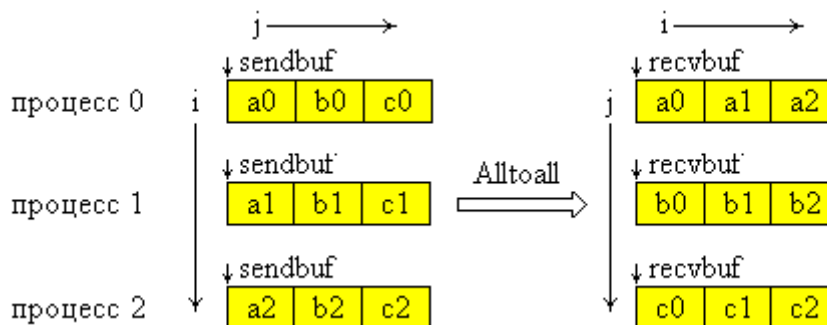 j i
sendbuf recvbuf
процесс 0 i a0 b0 c0 j a0 a1 a2
sendbuf Alltoall recvbuf
процесс 1 a1 b1 c1 b0 b1 b2
sendbuf recvbuf
процесс 2 a2 b2 c2 c0 c1 c2